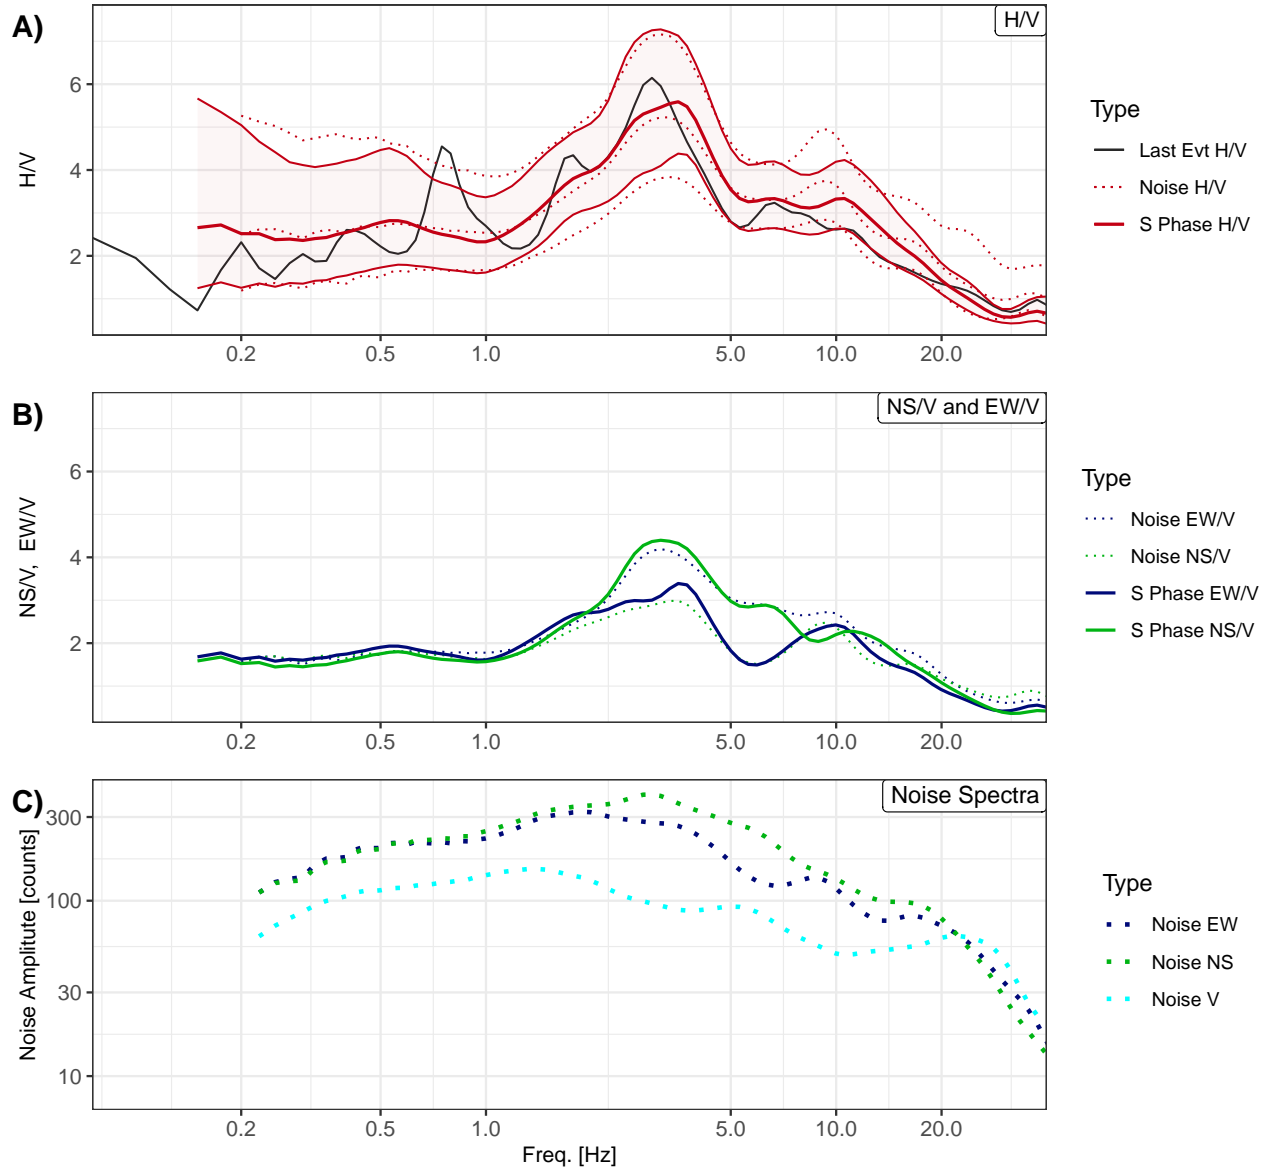 A)
H/V
6
4
2
H/V
0.2 0.5 1.0 5.0 10.0 20.0
Type
Last Evt H/V
Noise H/V
S Phase H/V
B)
NS/V and EW/V
6
4
2
NS/V, EW/V
0.2 0.5 1.0 5.0 10.0 20.0
Type
Noise EW/V
Noise NS/V
S Phase EW/V
S Phase NS/V
C)
Noise Spectra
300
100
30
10
Noise Amplitute [counts]
0.2 0.5 1.0 5.0 10.0 20.0
Freq. [Hz]
Type
Noise EW
Noise NS
Noise V